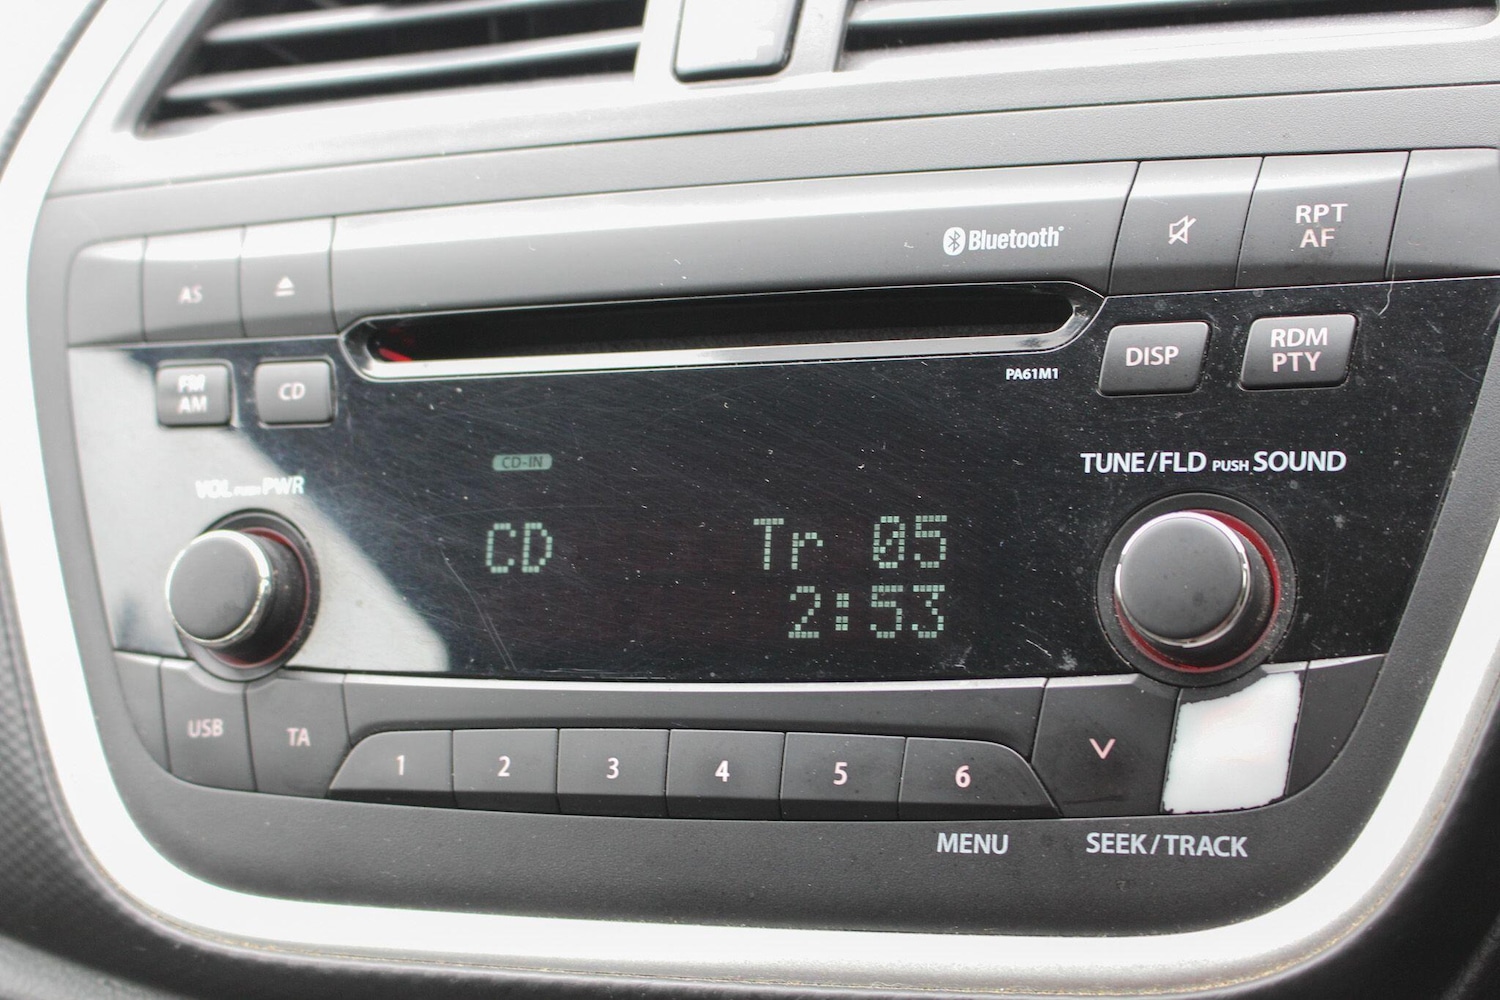 Bluetooth
RPT
AF
AS
PA61M1
DISP
RDM
PTY
FM
AM
CD
CD-IN
VOL PUSH PWR
TUNE/FLD PUSH SOUND
CD
Tr 05
2:53
USB
TA
1
2
3
4
5
6
MENU
SEEK/TRACK